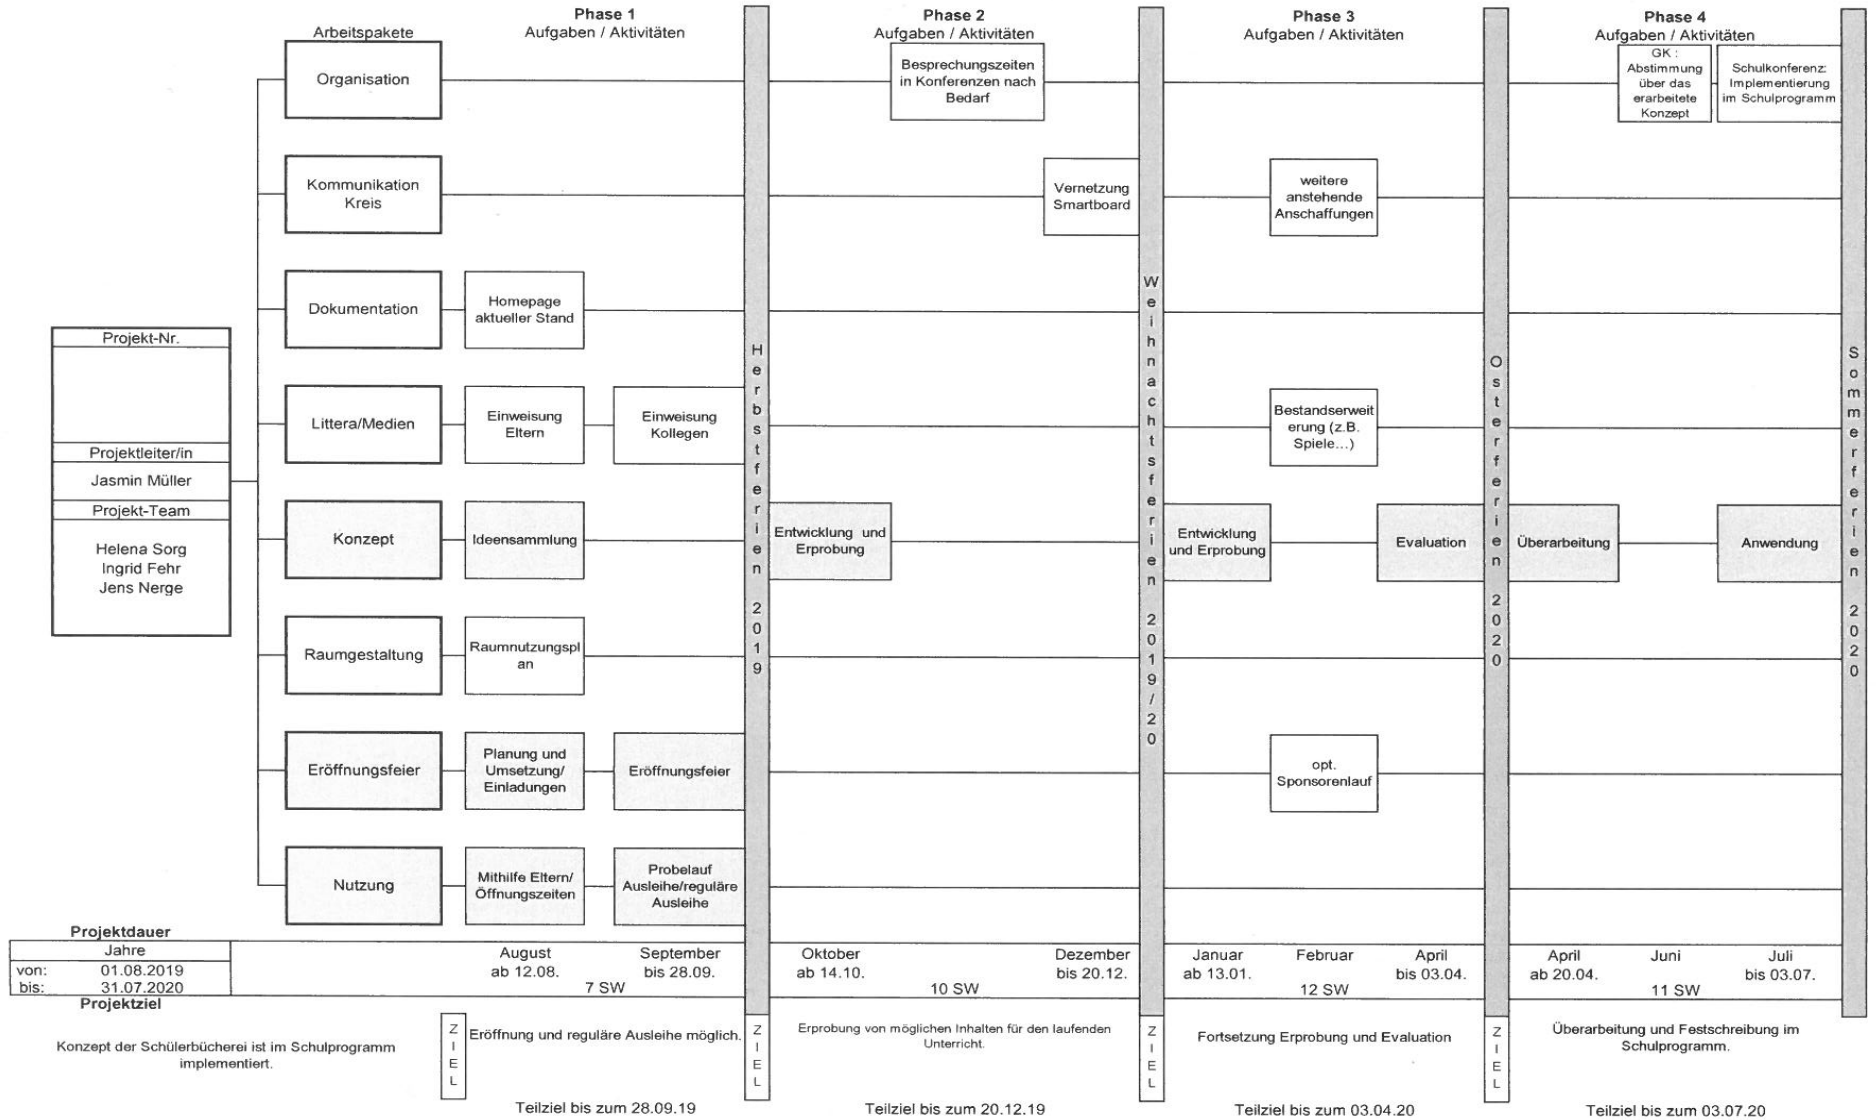 Phase 1
Aufgaben / Aktivitäten
Phase 2
Aufgaben / Aktivitäten
Phase 3
Aufgaben / Aktivitäten
Phase 4
Aufgaben / Aktivitäten
Arbeitspakete
Organisation
Besprechungszeiten
in Konferenzen nach
Bedarf
GK :
Abstimmung
über das
erarbeitete
Konzept
Schulkonferenz:
Implementierung
im Schulprogramm
Kommunikation
Kreis
Vernetzung
Smartboard
weitere
anstehende
Anschaffungen
Dokumentation
Homepage
aktueller Stand
Littera/Medien
Einweisung
Eltern
Einweisung
Kollegen
Bestandserweit
erung (z.B.
Spiele...)
Projekt-Nr.
Projektleiter/in
Jasmin Müller
Projekt-Team
Helena Sorg
Ingrid Fehr
Jens Nerge
Konzept
Ideensammlung
Entwicklung und
Erprobung
Entwicklung
und Erprobung
Evaluation
Überarbeitung
Anwendung
Raumgestaltung
Raumnutzungspl
an
Eröffnungsfeier
Planung und
Umsetzung/
Einladungen
Eröffnungsfeier
opt.
Sponsorenlauf
Nutzung
Mithilfe Eltern/
Öffnungszeiten
Probelauf
Ausleihe/reguläre
Ausleihe
Herbstferien 2019
Weihnachtsferien 2019/20
Osterferien 2020
Sommerferien 2020
Projektdauer
Jahre
von: 01.08.2019
bis: 31.07.2020
August
ab 12.08.
September
bis 28.09.
7 SW
Oktober
ab 14.10.
Dezember
bis 20.12.
10 SW
Januar
ab 13.01.
Februar
April
bis 03.04.
12 SW
April
ab 20.04.
Juni
Juli
bis 03.07.
11 SW
Projektziel
Konzept der Schülerbücherei ist im Schulprogramm
implementiert.
ZIEL
Eröffnung und reguläre Ausleihe möglich.
Teilziel bis zum 28.09.19
ZIEL
Erprobung von möglichen Inhalten für den laufenden
Unterricht.
Teilziel bis zum 20.12.19
ZIEL
Fortsetzung Erprobung und Evaluation
Teilziel bis zum 03.04.20
ZIEL
Überarbeitung und Festschreibung im
Schulprogramm.
Teilziel bis zum 03.07.20